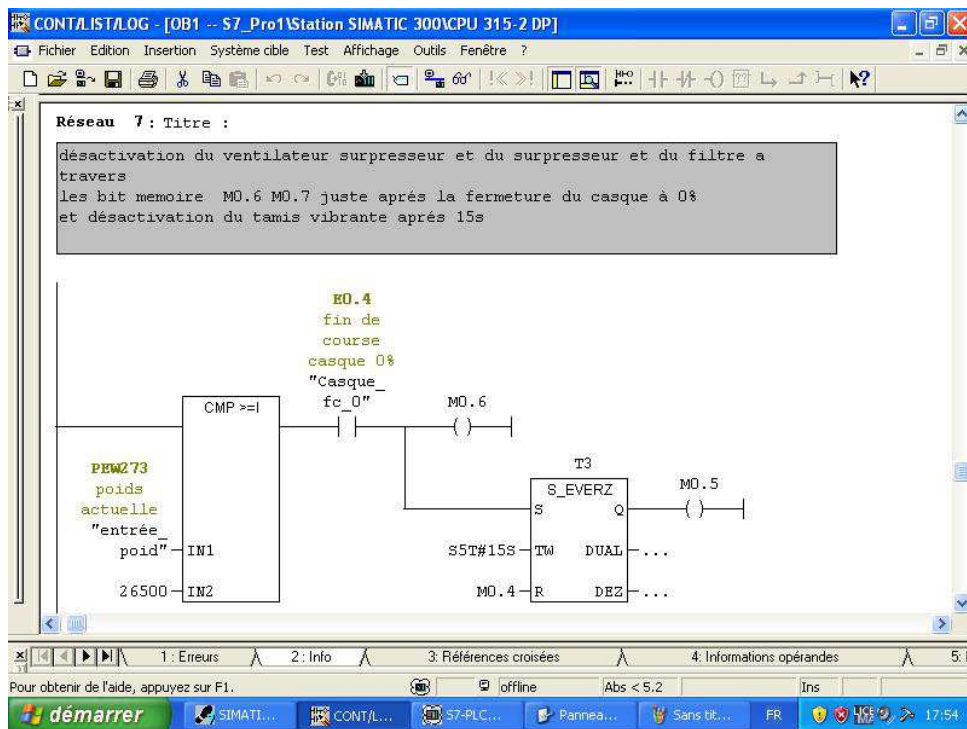 CONT/LIST/LOG - [OB1 -- S7_Pro1\Station SIMATIC 300\CPU 315-2 DP]
Fichier Edition Insertion Système cible Test Affichage Outils Fenêtre ?
Réseau 7 : Titre :
désactivation du ventilateur surpresseur et du surpresseur et du filtre a
travers
les bit memoire M0.6 M0.7 juste aprés la fermeture du casque à 0%
et désactivation du tamis vibrante aprés 15s
E0.4
fin de
course
casque 0%
"Casque_
fc_0"
M0.6
CMP >=I
T3
PEW273
S_EVERZ
M0.5
poids
S
Q
actuelle
"entrée_
poid"
IN1
S5T#15S
TW
DUAL
...
26500
IN2
M0.4
R
DEZ
...
1 : Erreurs
2 : Info
3: Références croisées
4: Informations opérandes
5:
Pour obtenir de l'aide, appuyez sur F1.
offline
Abs < 5.2
Ins
démarrer
SIMATI...
CONT/L...
S7-PLC...
Pannea...
Sans tit...
FR
17:54